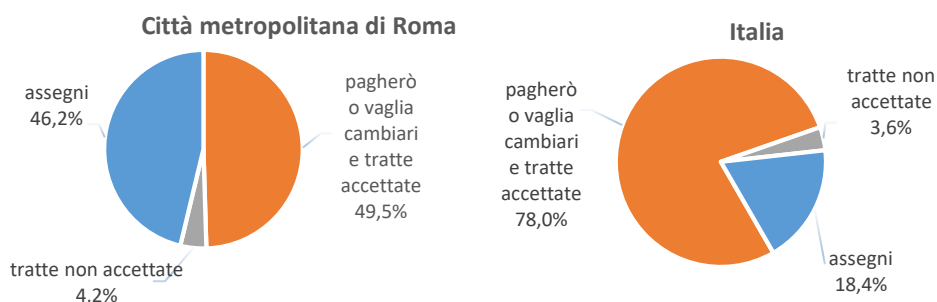 Città metropolitana di Roma
assegni
46,2%
pagherò
o vaglia
cambiari
e tratte
accettate
49,5%
tratte non accettate
4,2%
Italia
pagherò
o vaglia
cambiari
e tratte
accettate
78,0%
tratte non
accettate
3,6%
assegni
18,4%